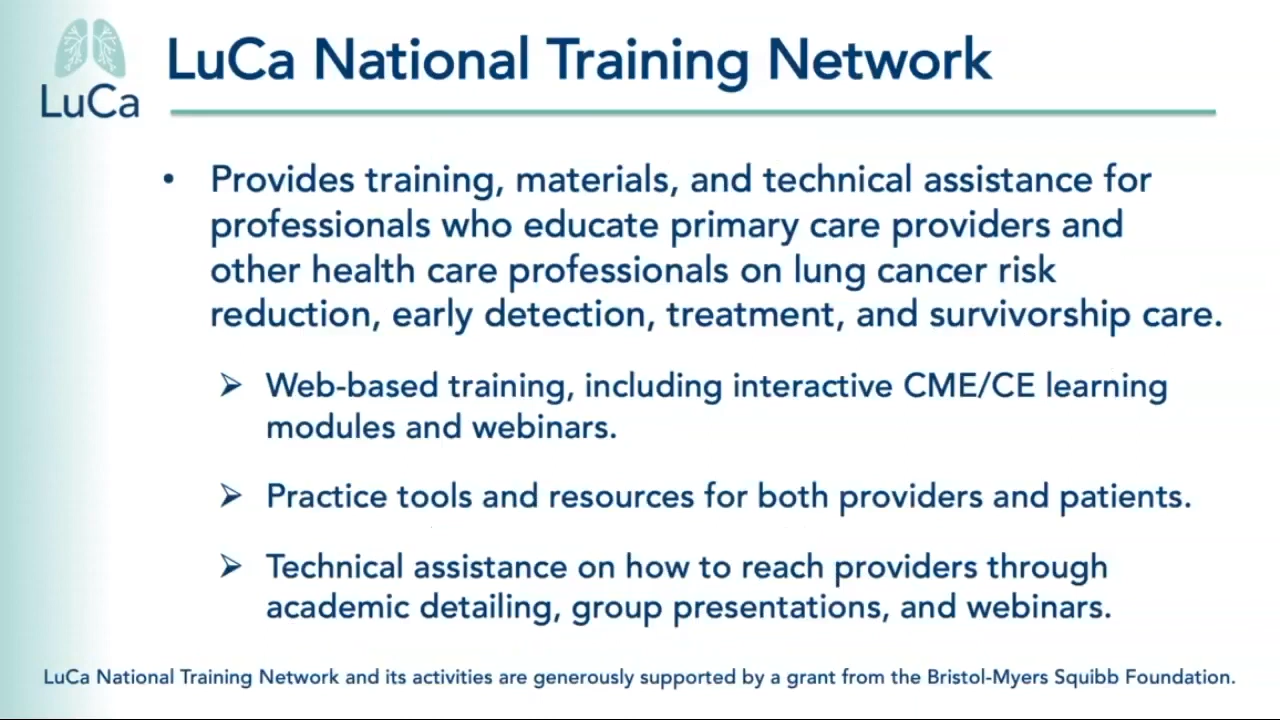 LuCa
LuCa National Training Network
• Provides training, materials, and technical assistance for
professionals who educate primary care providers and
other health care professionals on lung cancer risk
reduction, early detection, treatment, and survivorship care.
➢ Web-based training, including interactive CME/CE learning
modules and webinars.
➢ Practice tools and resources for both providers and patients.
➢ Technical assistance on how to reach providers through
academic detailing, group presentations, and webinars.
LuCa National Training Network and its activities are generously supported by a grant from the Bristol-Myers Squibb Foundation.